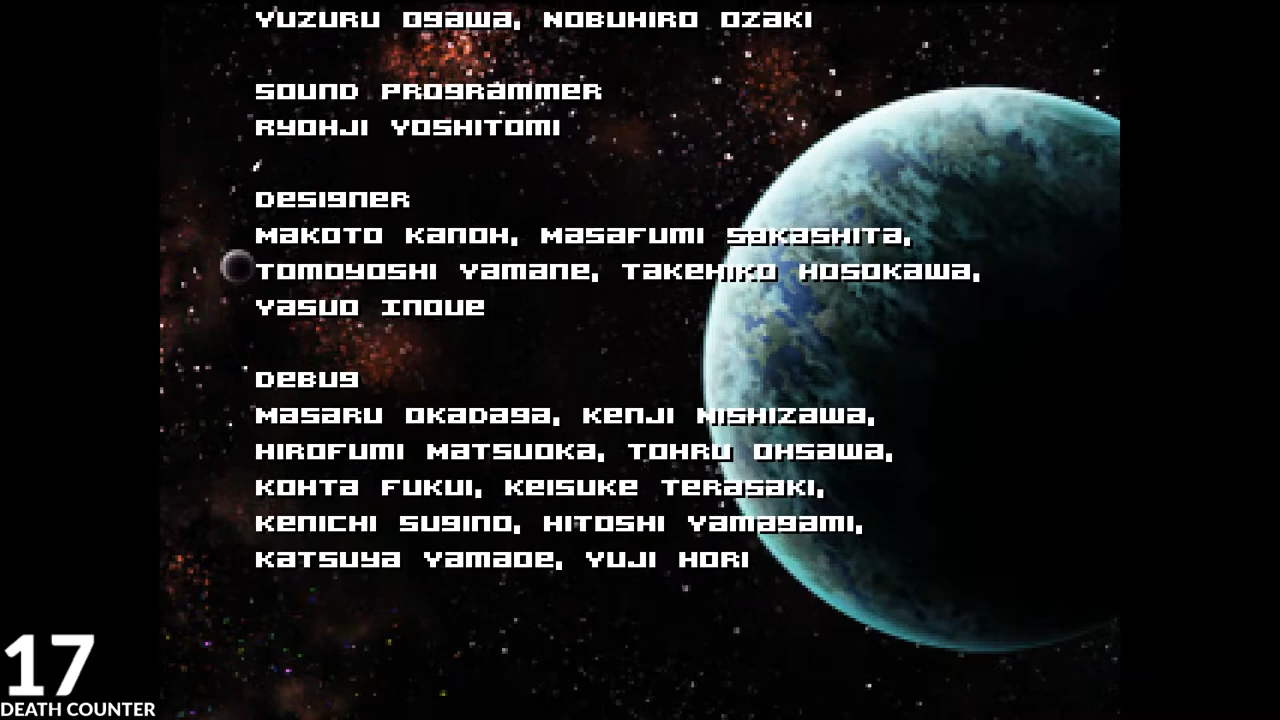 YUZURU OGAWA, NOBUHIRO OZAKI
SOUND PROGRAMMER
RYOHJI YOSHITOMI
DESIGNER
MAKOTO KANOH, MASAFUMI SAKASHITA,
TOMOYOSHI YAMANE, TAKEHIKO HOSOKAWA,
YASUO INOUE
DEBUG
MASARU OKADAGA, KENJI NISHIZAWA,
HIROFUMI MATSUOKA, TOHRU OHSAWA,
KOHTA FUKUI, KEISUKE TERASAKI,
KENICHI SUGINO, HITOSHI YAMAGAMI,
KATSUYA YAMADE, YUJI HORI
17
DEATH COUNTER